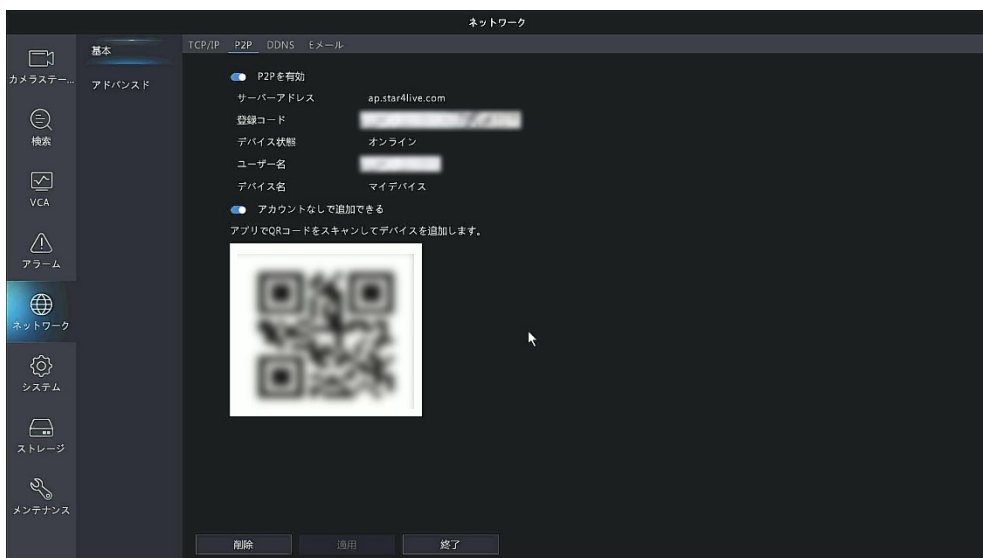 ネットワーク
カメラステー...
検索
VCA
アラーム
ネットワーク
システム
ストレージ
メンテナンス
基本
アドバンスド
TCP/IP P2P DDNS Eメール
P2Pを有効
サーバーアドレス ap.star4live.com
登録コード
デバイス状態 オンライン
ユーザー名
デバイス名 マイデバイス
アカウントなしで追加できる
アプリでQRコードをスキャンしてデバイスを追加します。
削除 適用 終了